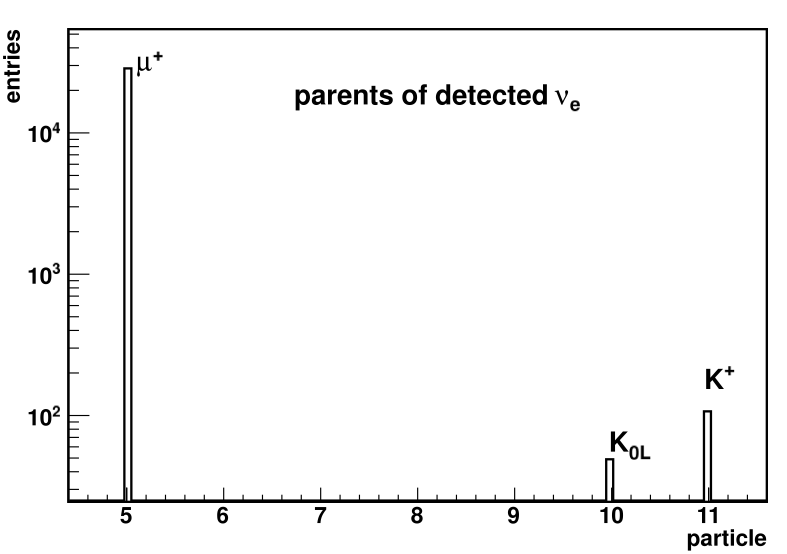 entries
μ⁺
parents of detected νₑ
10⁴
10³
10²
K⁺
K₀L
5 6 7 8 9 10 11
particle